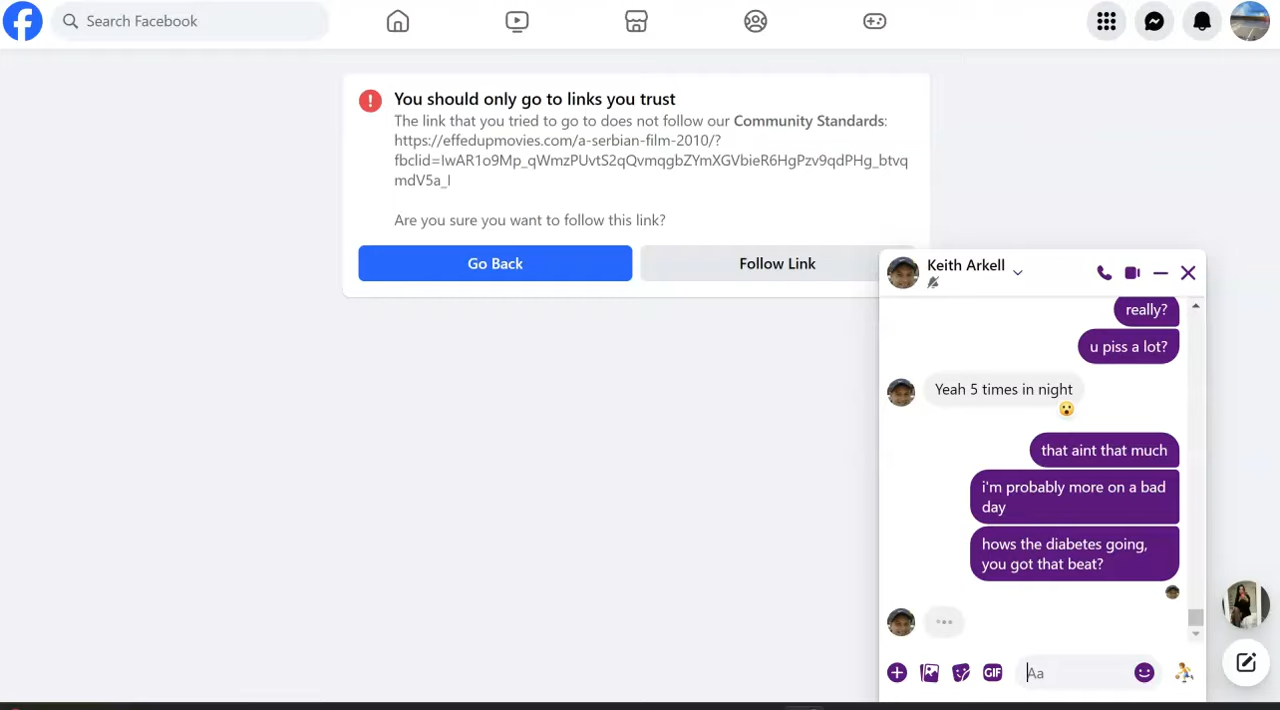 Search Facebook
You should only go to links you trust
The link that you tried to go to does not follow our Community Standards:
https://effedupmovies.com/a-serbian-film-2010/?
fbclid=IwAR1o9Mp_qWmzPUvtS2qQvmqgbZYmXGVbieR6HgPzv9qdPHg_btvq
mdV5a_I
Are you sure you want to follow this link?
Go Back
Follow Link
Keith Arkell
really?
u piss a lot?
Yeah 5 times in night
that aint that much
i'm probably more on a bad
day
hows the diabetes going,
you got that beat?
GIF
Aa